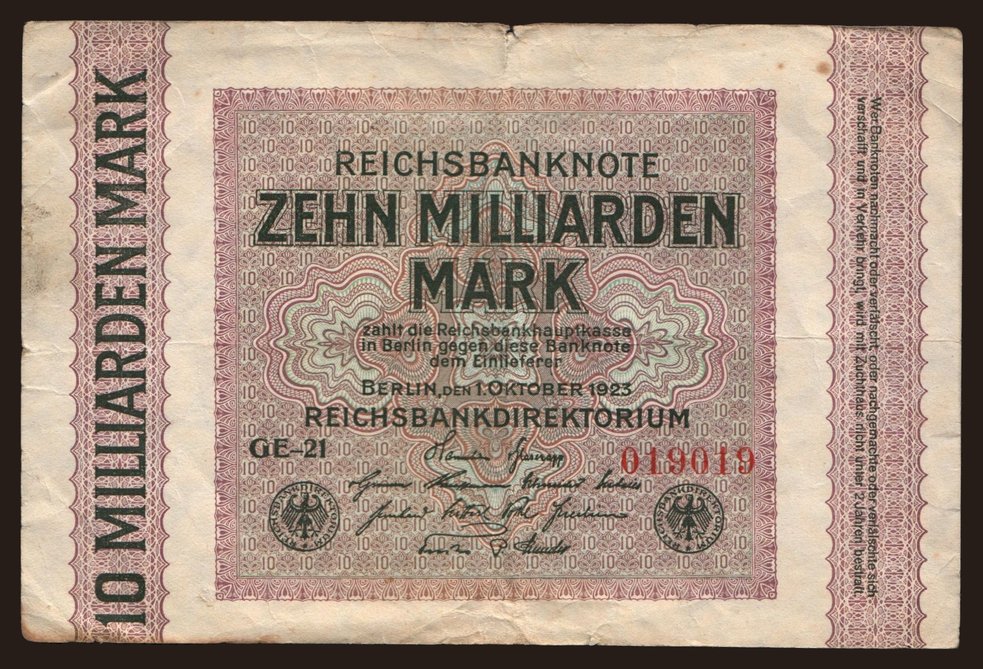 10 MILLIARDEN MARK
REICHSBANKNOTE
ZEHN MILLIARDEN
MARK
zahlt die Reichsbankhauptkasse
in Berlin gegen diese Banknote
dem Einlieferer
BERLIN, DEN 1. OKTOBER 1923
REICHSBANKDIREKTORIUM
GE-21
019019
Wer Banknoten nachmacht oder verfälscht, oder nachgemachte oder verfälschte sich
verschafft und in Verkehr bringt, wird mit Zuchthaus nicht unter 2 Jahren bestraft